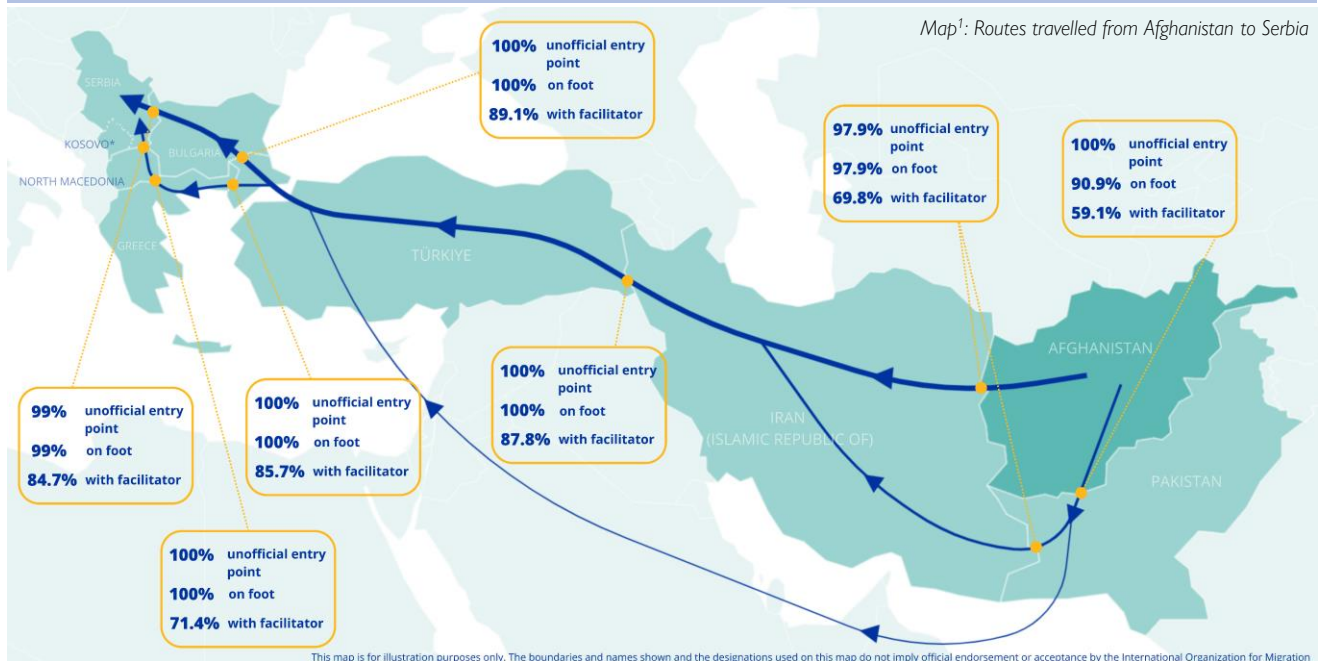 Map¹: Routes travelled from Afghanistan to Serbia
100% unofficial entry
point
100% on foot
89.1% with facilitator
97.9% unofficial entry
point
97.9% on foot
69.8% with facilitator
100% unofficial entry
point
90.9% on foot
59.1% with facilitator
SERBIA
KOSOVO*
BULGARIA
NORTH MACEDONIA
GREECE
TÜRKIYE
AFGHANISTAN
IRAN
(ISLAMIC REPUBLIC OF)
PAKISTAN
99% unofficial entry
point
99% on foot
84.7% with facilitator
100% unofficial entry
point
100% on foot
85.7% with facilitator
100% unofficial entry
point
100% on foot
87.8% with facilitator
100% unofficial entry
point
100% on foot
71.4% with facilitator
This map is for illustration purposes only. The boundaries and names shown and the designations used on this map do not imply official endorsement or acceptance by the International Organization for Migration